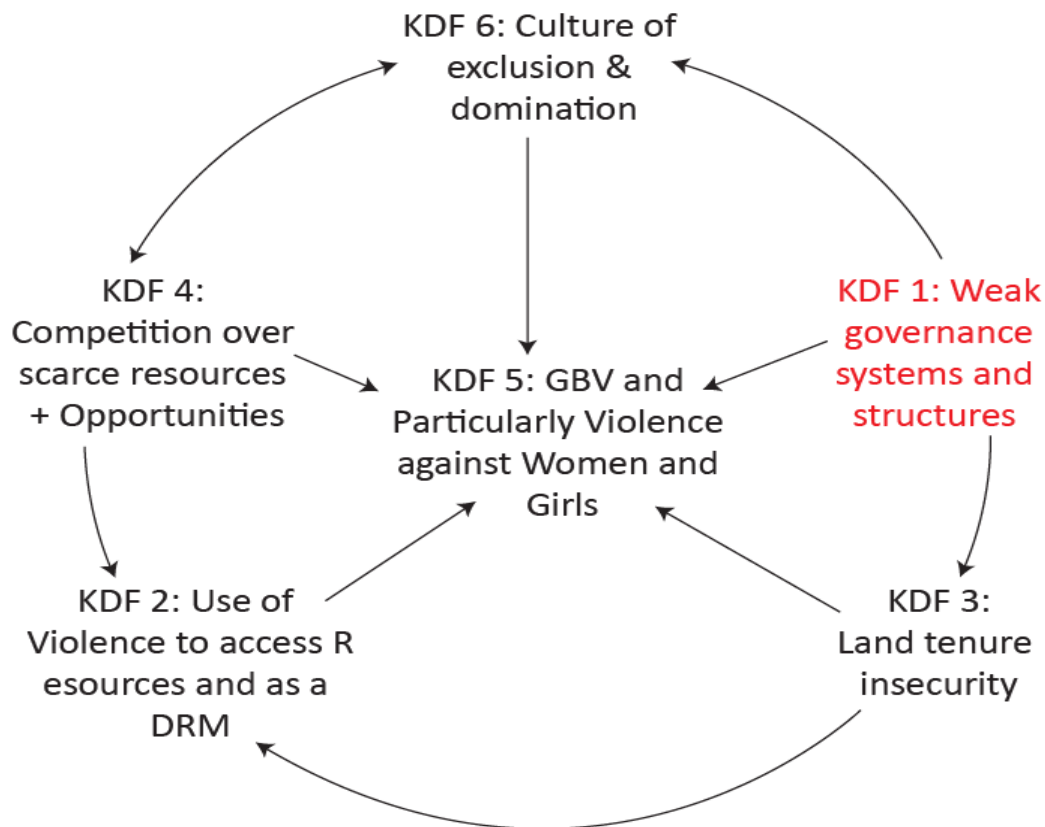 KDF 6: Culture of
exclusion &
domination
KDF 4:
Competition over
scarce resources
+ Opportunities
KDF 1: Weak
governance
systems and
structures
KDF 5: GBV and
Particularly Violence
against Women and
Girls
KDF 2: Use of
Violence to access R
esources and as a
DRM
KDF 3:
Land tenure
insecurity